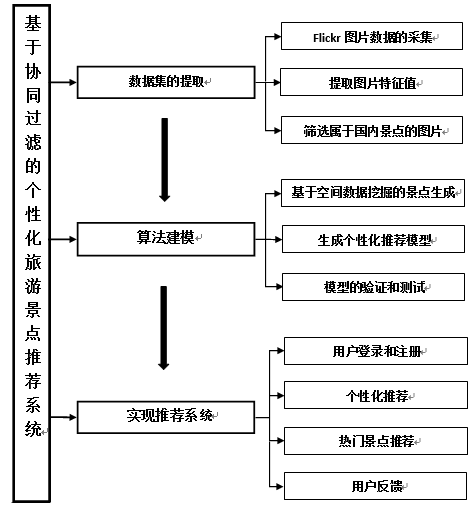 基于协同过滤的个性化旅游景点推荐系统
数据集的提取
Flickr 图片数据的采集
提取图片特征值
筛选属于国内景点的图片
算法建模
基于空间数据挖掘的景点生成
生成个性化推荐模型
模型的验证和测试
实现推荐系统
用户登录和注册
个性化推荐
热门景点推荐
用户反馈